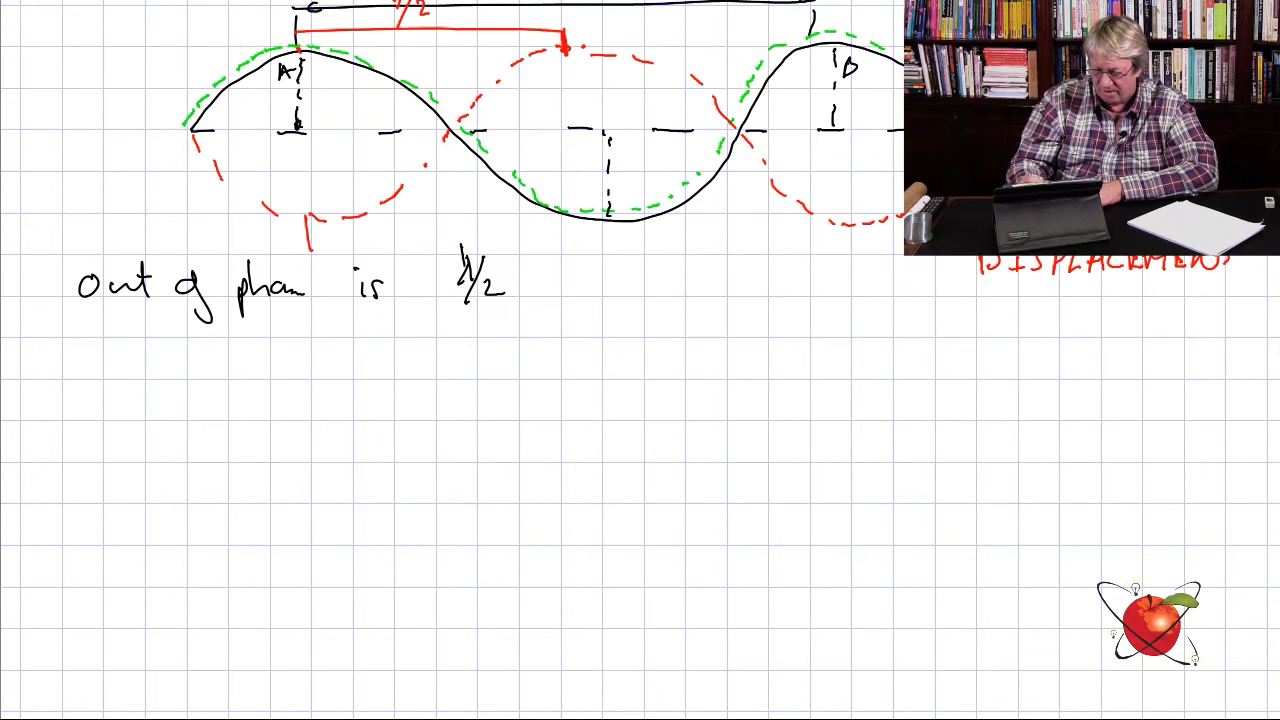 λ/2
A B
DISPLACEMENT
Out of phase is λ/2